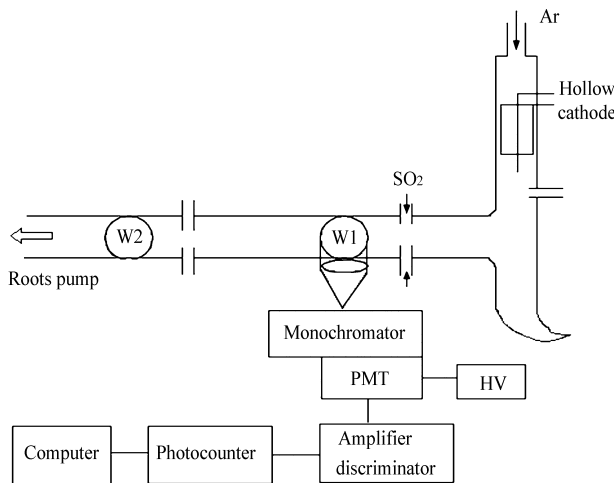 Ar
Hollow
cathode
SO₂
W2
W1
Roots pump
Monochromator
PMT
HV
Computer
Photocounter
Amplifier
discriminator